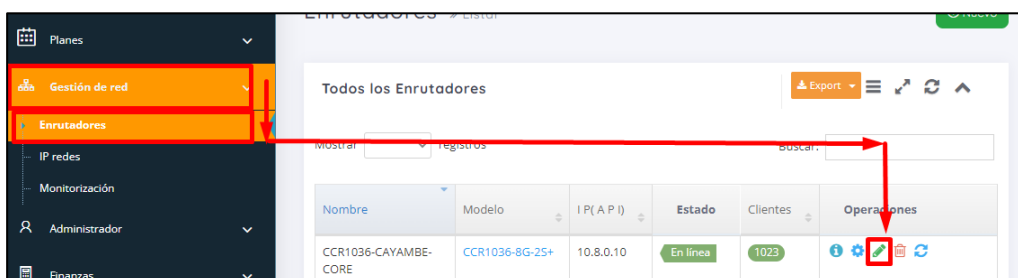 Enrutadores » Listar
Nuevo
Planes
Gestión de red
Enrutadores
IP redes
Monitorización
Administrador
Finanzas
Todos los Enrutadores
Export
Mostrar registros
Buscar:
Nombre Modelo I P( A P I) Estado Clientes Operaciones
CCR1036-CAYAMBE-
CORE
CCR1036-8G-2S+ 10.8.0.10 En línea 1023